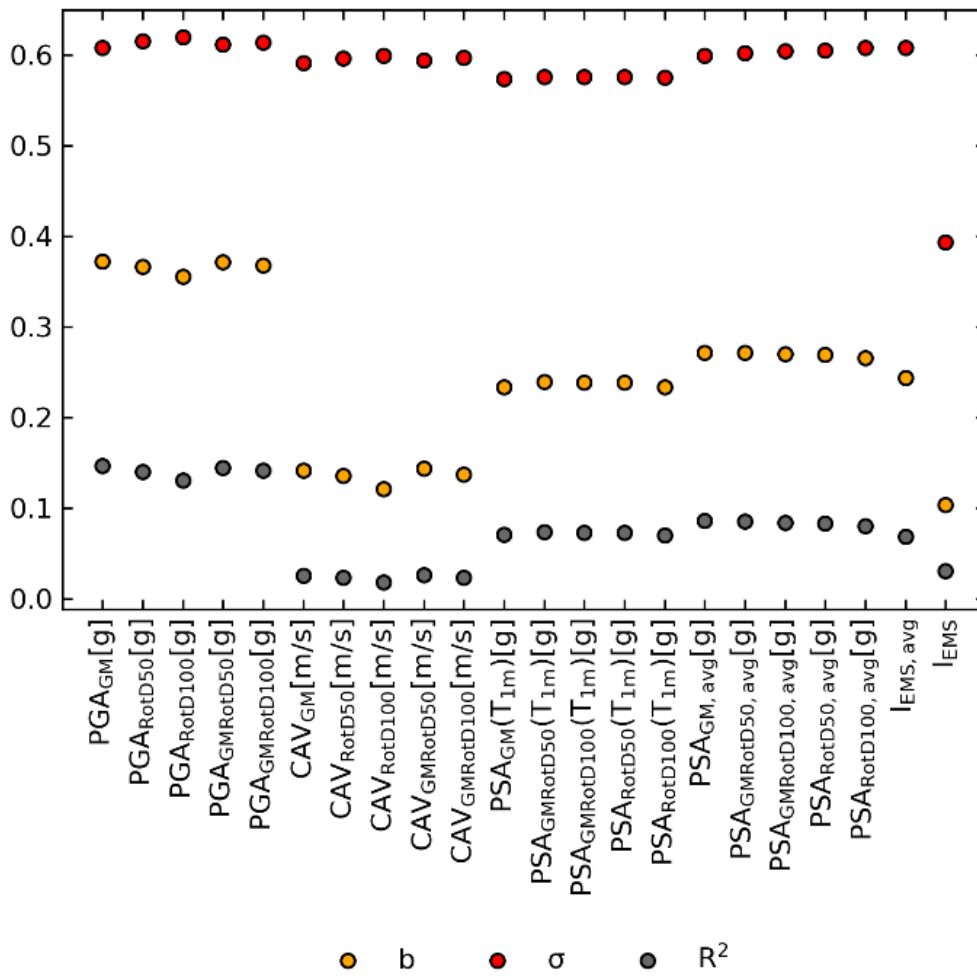 0.6
0.5
0.4
0.3
0.2
0.1
0.0
PGA_GM[g]
PGA_RotD50[g]
PGA_RotD100[g]
PGA_GMRotD50[g]
PGA_GMRotD100[g]
CAV_GM[m/s]
CAV_RotD50[m/s]
CAV_RotD100[m/s]
CAV_GMRotD50[m/s]
CAV_GMRotD100[m/s]
PSA_GM(T_1m)[g]
PSA_GMRotD50(T_1m)[g]
PSA_GMRotD100(T_1m)[g]
PSA_RotD50(T_1m)[g]
PSA_RotD100(T_1m)[g]
PSA_GM, avg[g]
PSA_GMRotD50, avg[g]
PSA_GMRotD100, avg[g]
PSA_RotD50, avg[g]
PSA_RotD100, avg[g]
I_EMS, avg
I_EMS
b σ R²